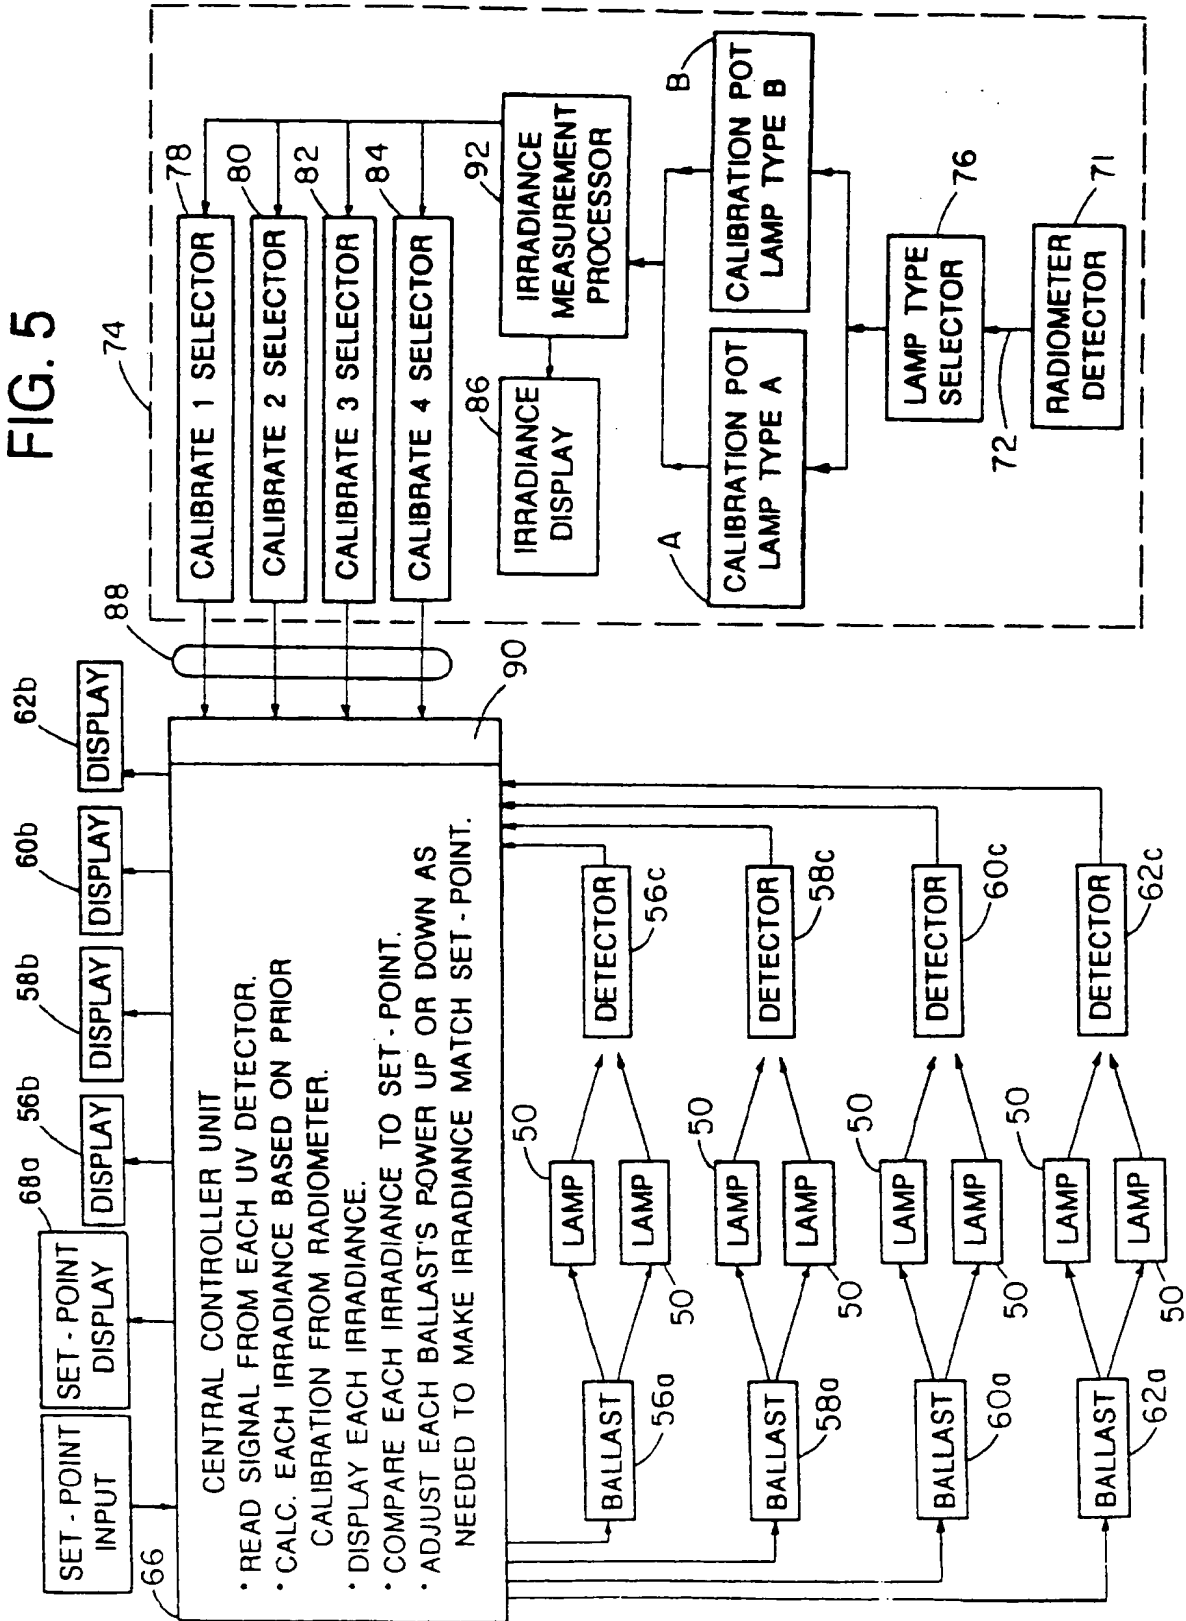 FIG. 5
66
SET - POINT
INPUT
68a
SET - POINT
DISPLAY
56b
DISPLAY
58b
DISPLAY
60b
DISPLAY
62b
DISPLAY
CENTRAL CONTROLLER UNIT
• READ SIGNAL FROM EACH UV DETECTOR.
• CALC. EACH IRRADIANCE BASED ON PRIOR
CALIBRATION FROM RADIOMETER.
• DISPLAY EACH IRRADIANCE.
• COMPARE EACH IRRADIANCE TO SET - POINT.
• ADJUST EACH BALLAST'S POWER UP OR DOWN AS
NEEDED TO MAKE IRRADIANCE MATCH SET - POINT.
90
88
74
CALIBRATE 1 SELECTOR
78
CALIBRATE 2 SELECTOR
80
CALIBRATE 3 SELECTOR
82
CALIBRATE 4 SELECTOR
84
86
IRRADIANCE
DISPLAY
92
IRRADIANCE
MEASUREMENT
PROCESSOR
A
CALIBRATION POT
LAMP TYPE A
B
CALIBRATION POT
LAMP TYPE B
LAMP TYPE
SELECTOR
76
72
RADIOMETER
DETECTOR
71
BALLAST
56a
LAMP
50
LAMP
50
DETECTOR
56c
BALLAST
58a
LAMP
50
LAMP
50
DETECTOR
58c
BALLAST
60a
LAMP
50
LAMP
50
DETECTOR
60c
BALLAST
62a
LAMP
50
LAMP
50
DETECTOR
62c